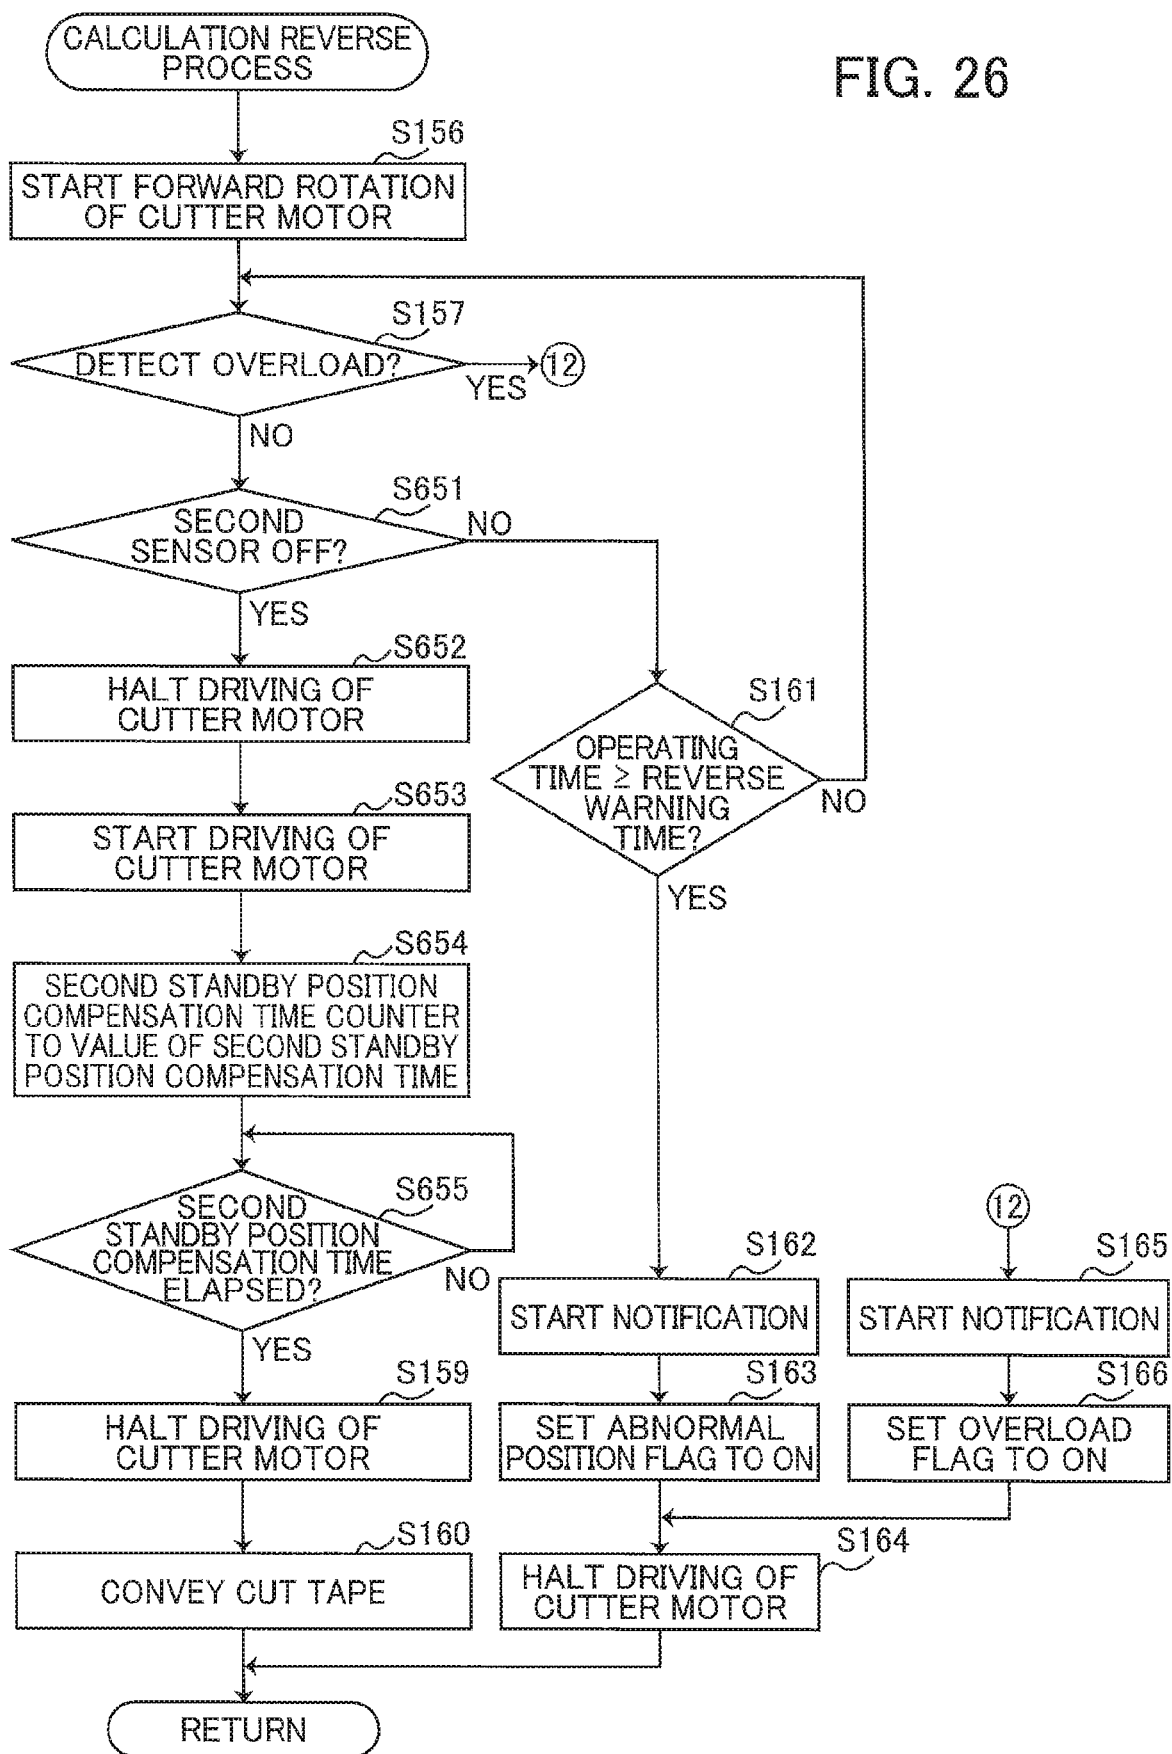 CALCULATION REVERSE
PROCESS
FIG. 26
S156
START FORWARD ROTATION
OF CUTTER MOTOR
S157
DETECT OVERLOAD?
YES
12
NO
S651
SECOND
SENSOR OFF?
NO
YES
S652
HALT DRIVING OF
CUTTER MOTOR
S161
OPERATING
TIME ≥ REVERSE
WARNING
TIME?
NO
YES
S653
START DRIVING OF
CUTTER MOTOR
S654
SECOND STANDBY POSITION
COMPENSATION TIME COUNTER
TO VALUE OF SECOND STANDBY
POSITION COMPENSATION TIME
S655
SECOND
STANDBY POSITION
COMPENSATION TIME
ELAPSED?
NO
YES
S162
START NOTIFICATION
12
S165
START NOTIFICATION
S159
HALT DRIVING OF
CUTTER MOTOR
S163
SET ABNORMAL
POSITION FLAG TO ON
S166
SET OVERLOAD
FLAG TO ON
S160
CONVEY CUT TAPE
S164
HALT DRIVING OF
CUTTER MOTOR
RETURN